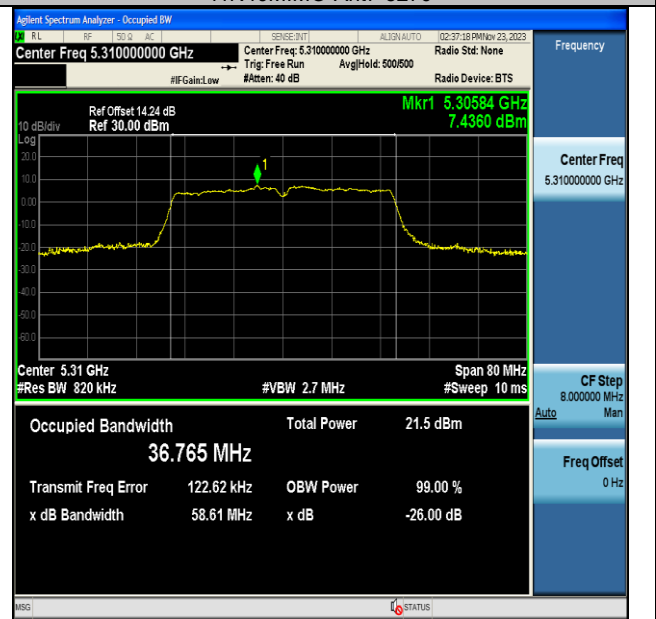 Agilent Spectrum Analyzer - Occupied BW
RL RF 50 Ω AC SENSE:INT ALIGN AUTO 02:37:18 PM Nov 23, 2023
Center Freq 5.310000000 GHz
Center Freq: 5.310000000 GHz
Radio Std: None
Trig: Free Run Avg|Hold: 500/500
#IFGain:Low #Atten: 40 dB Radio Device: BTS
Frequency
Ref Offset 14.24 dB
10 dB/div Ref 30.00 dBm
Mkr1 5.30584 GHz
7.4360 dBm
Log
20.0
10.0
0.00
-10.0
-20.0
-30.0
-40.0
-50.0
-60.0
1
Center 5.31 GHz Span 80 MHz
#Res BW 820 kHz #VBW 2.7 MHz #Sweep 10 ms
Center Freq
5.310000000 GHz
CF Step
8.000000 MHz
Auto Man
Freq Offset
0 Hz
Occupied Bandwidth Total Power 21.5 dBm
36.765 MHz
Transmit Freq Error 122.62 kHz OBW Power 99.00 %
x dB Bandwidth 58.61 MHz x dB -26.00 dB
MSG STATUS